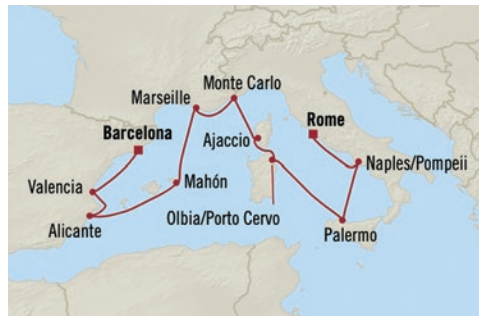 Monte Carlo
Marseille
Rome
Barcelona
Ajaccio
Naples/Pompeii
Valencia
Mahón
Olbia/Porto Cervo
Alicante
Palermo